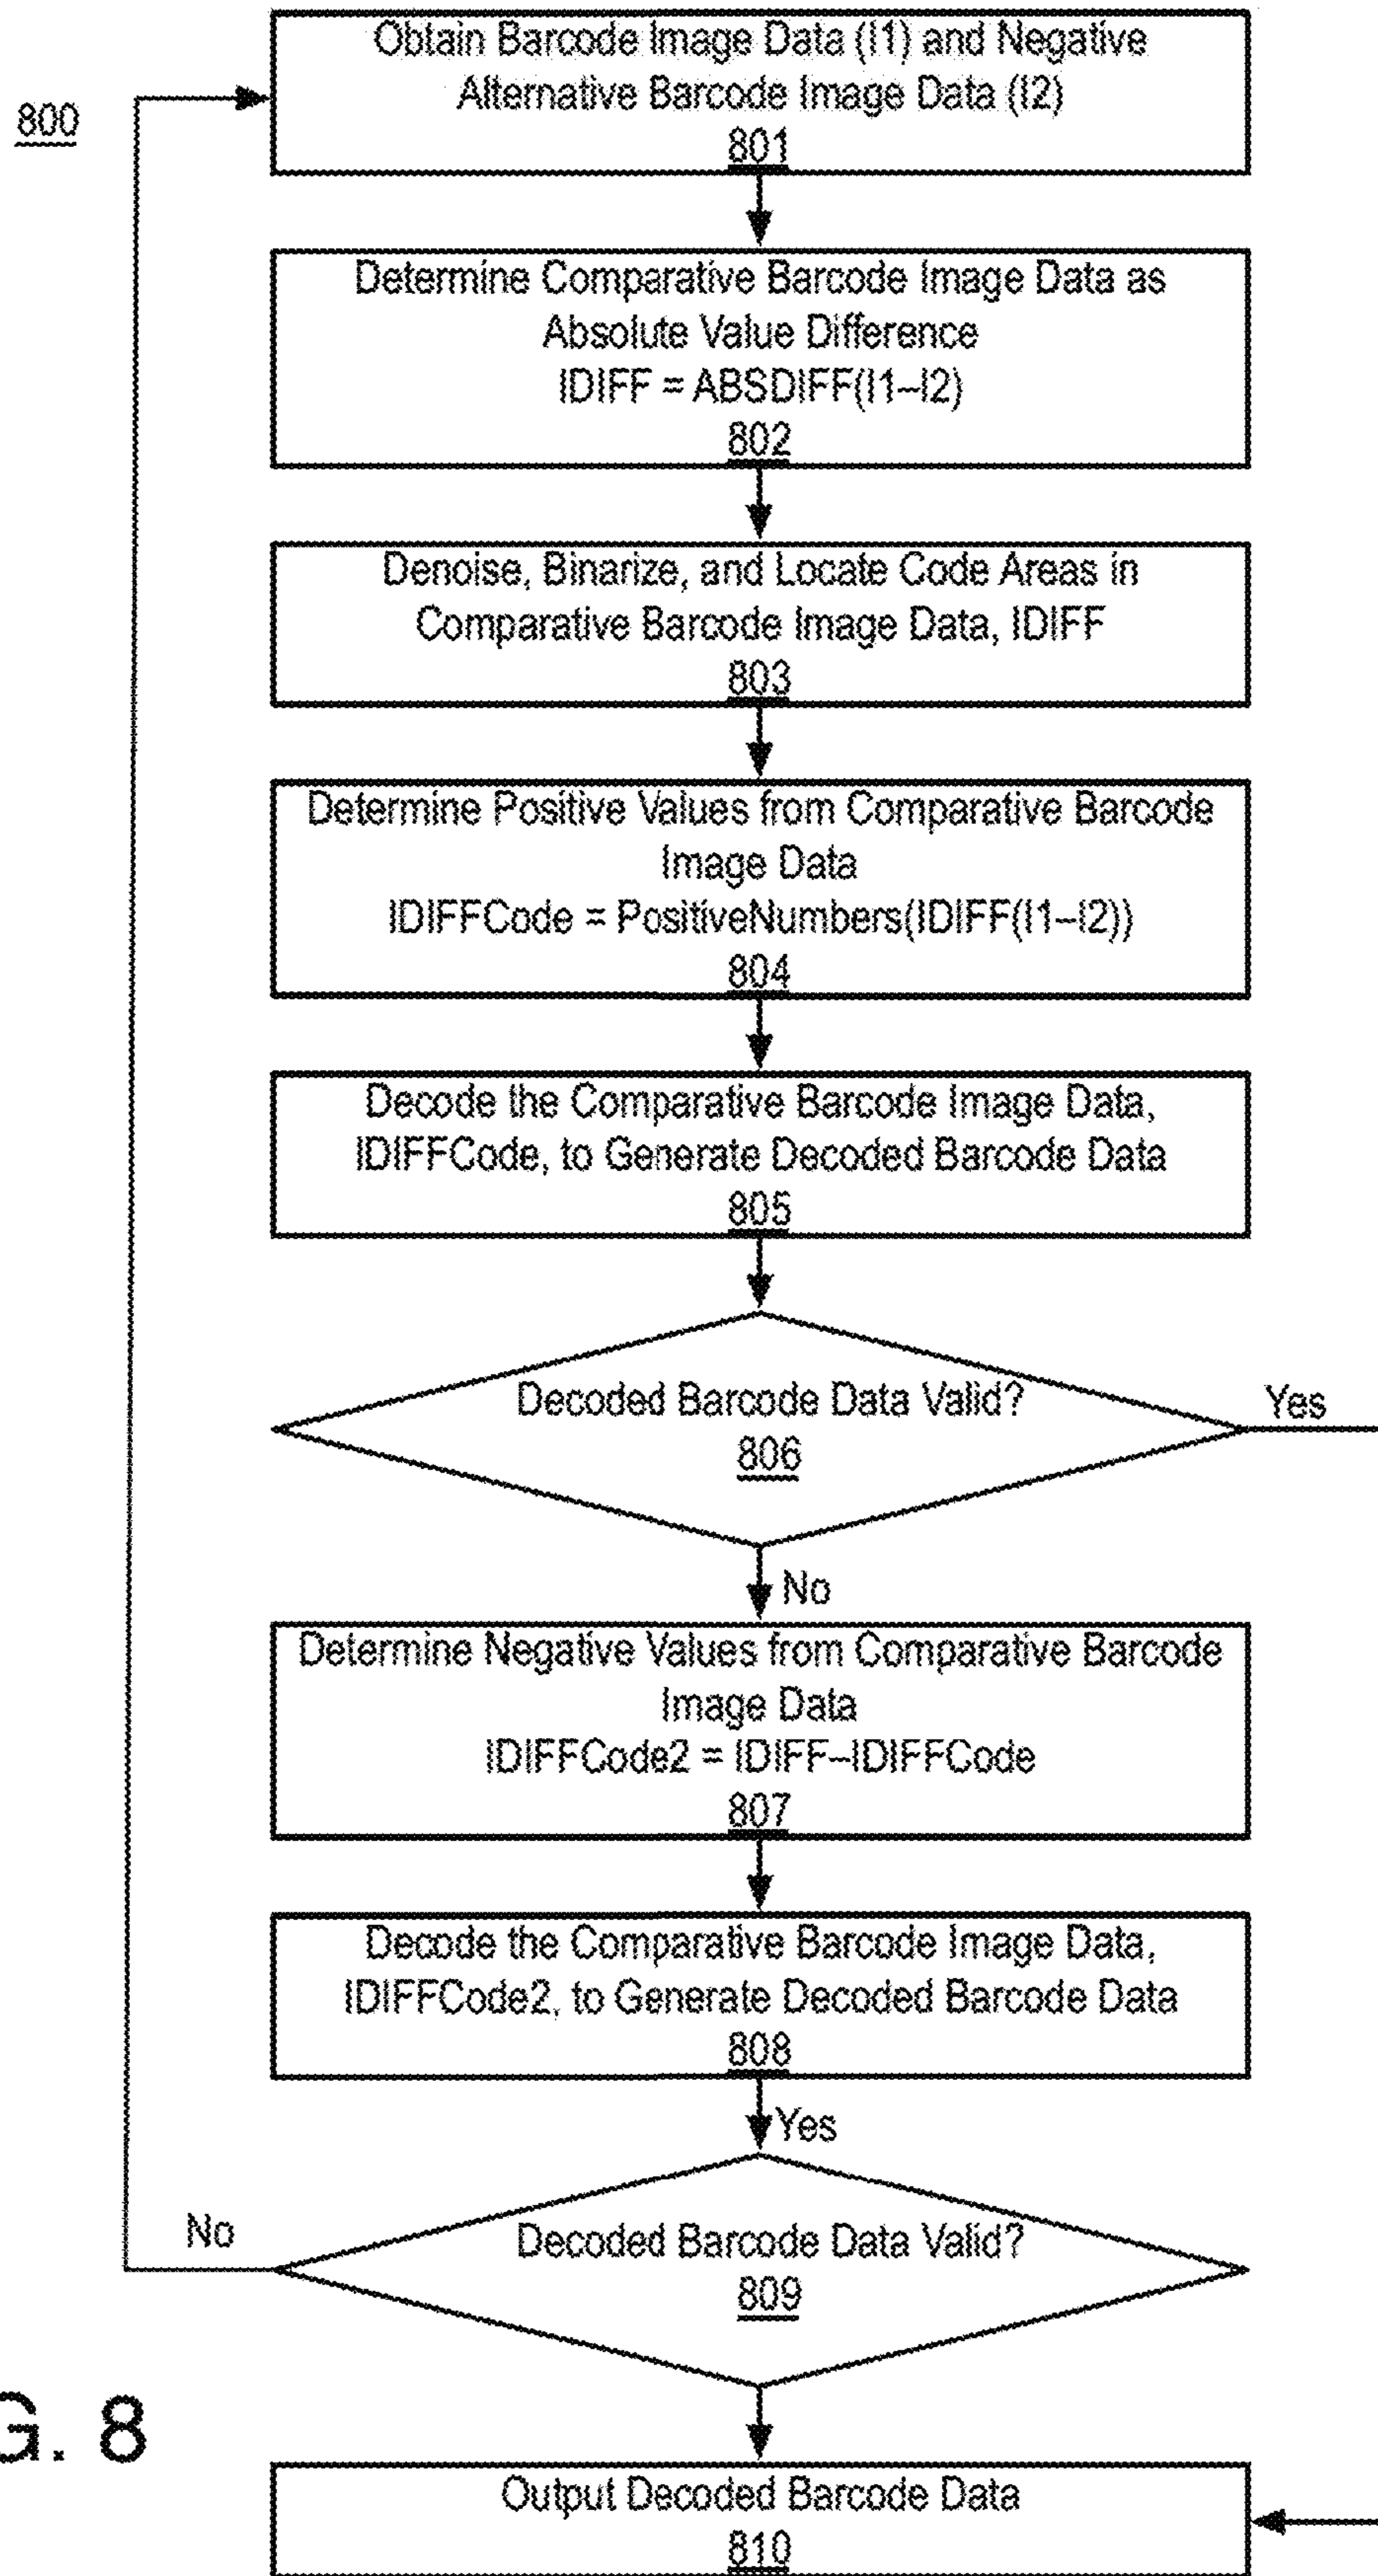 800
Obtain Barcode Image Data (I1) and Negative
Alternative Barcode Image Data (I2)
801
Determine Comparative Barcode Image Data as
Absolute Value Difference
IDIFF = ABSDIFF(I1–I2)
802
Denoise, Binarize, and Locate Code Areas in
Comparative Barcode Image Data, IDIFF
803
Determine Positive Values from Comparative Barcode
Image Data
IDIFFCode = PositiveNumbers(IDIFF(I1–I2))
804
Decode the Comparative Barcode Image Data,
IDIFFCode, to Generate Decoded Barcode Data
805
Decoded Barcode Data Valid?
806
Yes
No
Determine Negative Values from Comparative Barcode
Image Data
IDIFFCode2 = IDIFF–IDIFFCode
807
Decode the Comparative Barcode Image Data,
IDIFFCode2, to Generate Decoded Barcode Data
808
Yes
No
Decoded Barcode Data Valid?
809
G. 8
Output Decoded Barcode Data
810